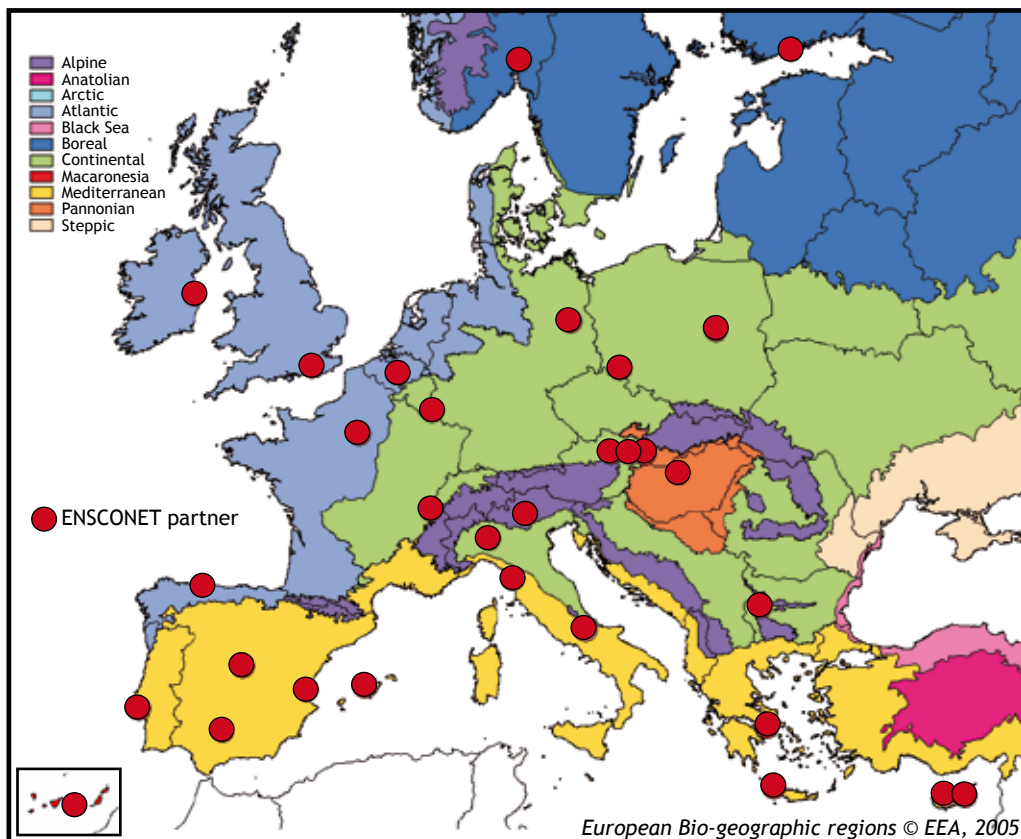 Alpine
Anatolian
Arctic
Atlantic
Black Sea
Boreal
Continental
Macaronesia
Mediterranean
Pannonian
Steppic
ENSCONET partner
European Bio-geographic regions © EEA, 2005